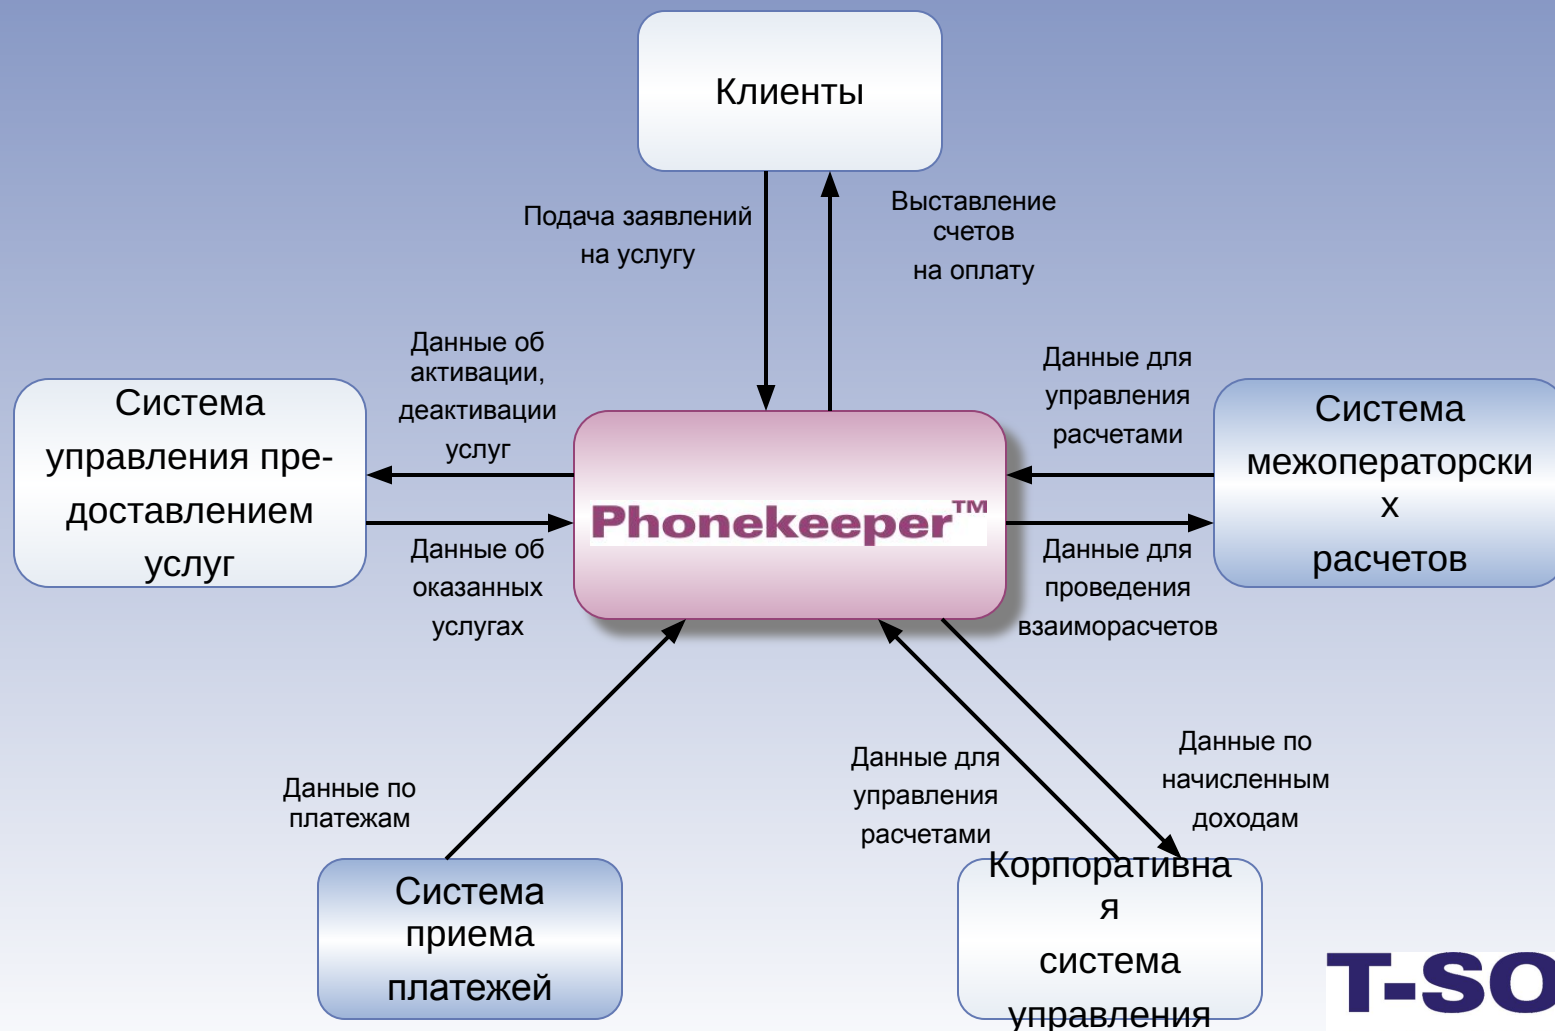 Клиенты
Подача заявлений
на услугу
Выставление
счетов
на оплату
Данные об
активации,
деактивации
услуг
Данные для
управления
расчетами
Система
управления пре-
доставлением
услуг
Phonekeeper™
Система
межоператорски
х
расчетов
Данные об
оказанных
услугах
Данные для
проведения
взаиморасчетов
Данные по
платежам
Данные для
управления
расчетами
Данные по
начисленным
доходам
Система
приема
платежей
Корпоративна
я
система
управления
T-SO